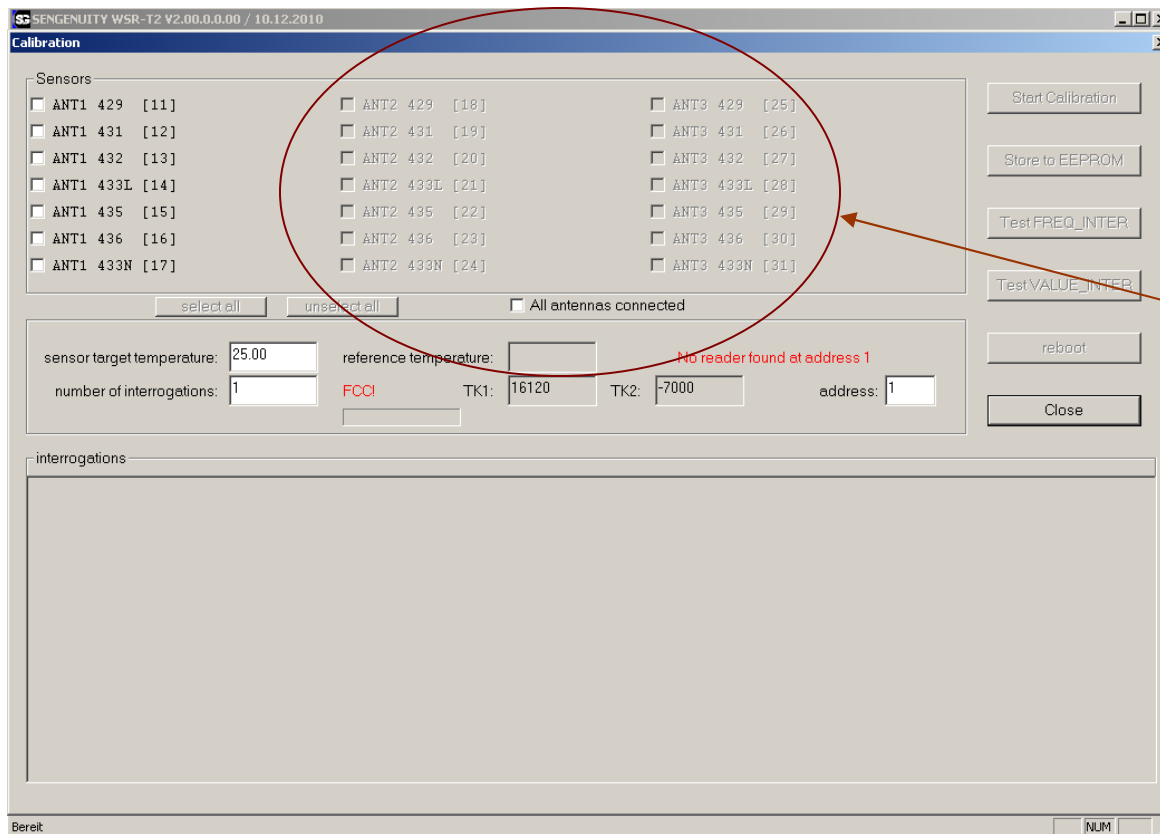 SG SENGENUITY WSR-T2 V2.00.0.0.00 / 10.12.2010
Calibration
Sensors
ANT1 429 [11] ANT2 429 [18] ANT3 429 [25]
ANT1 431 [12] ANT2 431 [19] ANT3 431 [26]
ANT1 432 [13] ANT2 432 [20] ANT3 432 [27]
ANT1 433L [14] ANT2 433L [21] ANT3 433L [28]
ANT1 435 [15] ANT2 435 [22] ANT3 435 [29]
ANT1 436 [16] ANT2 436 [23] ANT3 436 [30]
ANT1 433N [17] ANT2 433N [24] ANT3 433N [31]
select all unselect all All antennas connected
sensor target temperature: 25.00 reference temperature: No reader found at address 1
number of interrogations: 1 FCC! TK1: 16120 TK2: -7000 address: 1
Start Calibration
Store to EEPROM
Test FREQ_INTER
Test VALUE_INTER
reboot
Close
interrogations
Bereit NUM